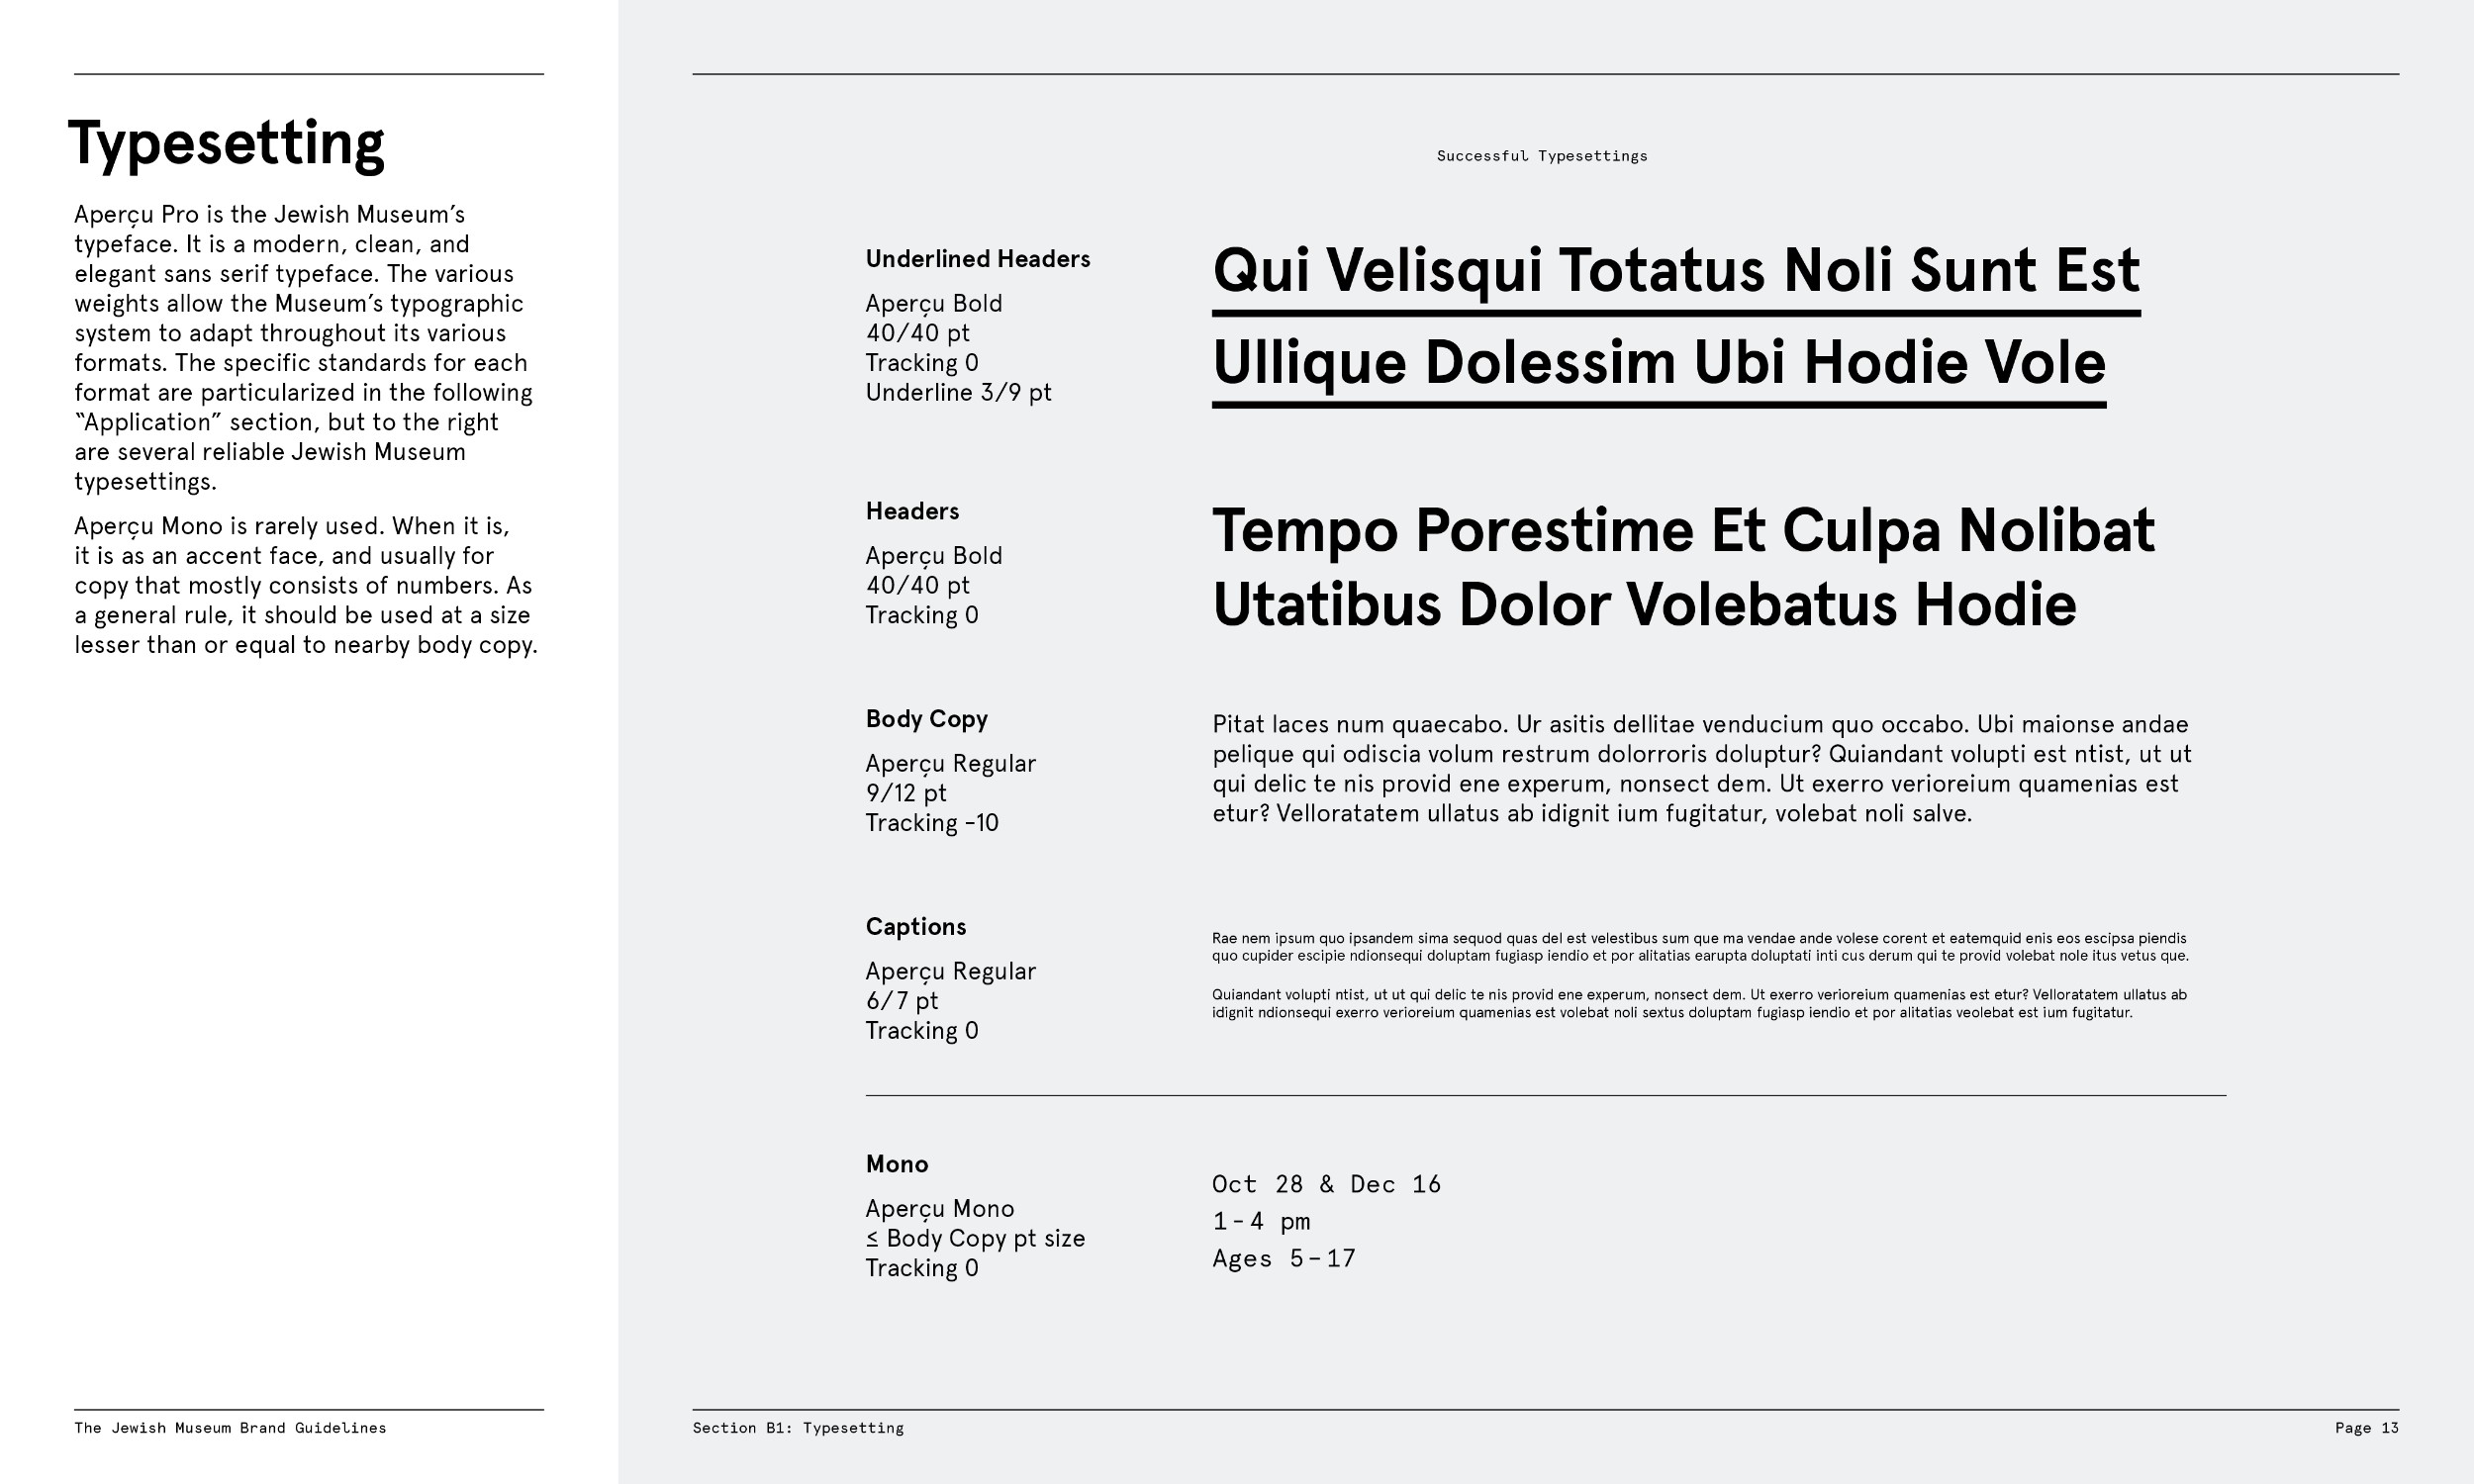 Typesetting
Aperçu Pro is the Jewish Museum’s
typeface. It is a modern, clean, and
elegant sans serif typeface. The various
weights allow the Museum’s typographic
system to adapt throughout its various
formats. The specific standards for each
format are particularized in the following
“Application” section, but to the right
are several reliable Jewish Museum
typesettings.
Aperçu Mono is rarely used. When it is,
it is as an accent face, and usually for
copy that mostly consists of numbers. As
a general rule, it should be used at a size
lesser than or equal to nearby body copy.
The Jewish Museum Brand Guidelines
Successful Typesettings
Underlined Headers
Aperçu Bold
40/40 pt
Tracking 0
Underline 3/9 pt
Qui Velisqui Totatus Noli Sunt Est
Ullique Dolessim Ubi Hodie Vole
Headers
Aperçu Bold
40/40 pt
Tracking 0
Tempo Porestime Et Culpa Nolibat
Utatibus Dolor Volebatus Hodie
Body Copy
Aperçu Regular
9/12 pt
Tracking -10
Pitat laces num quaecabo. Ur asitis dellitae venducium quo occabo. Ubi maionse andae
pelique qui odiscia volum restrum dolorroris doluptur? Quiandant volupti est ntist, ut ut
qui delic te nis provid ene experum, nonsect dem. Ut exerro verioreium quamenias est
etur? Velloratatem ullatus ab idignit ium fugitatur, volebat noli salve.
Captions
Aperçu Regular
6/7 pt
Tracking 0
Rae nem ipsum quo ipsandem sima sequod quas del est velestibus sum que ma vendae ande volese corent et eatemquid enis eos escipsa piendis
quo cupider escipie ndionsequi doluptam fugiasp iendio et por alitatias earupta doluptati inti cus derum qui te provid volebat nole itus vetus que.
Quiandant volupti ntist, ut ut qui delic te nis provid ene experum, nonsect dem. Ut exerro verioreium quamenias est etur? Velloratatem ullatus ab
idignit ndionsequi exerro verioreium quamenias est volebat noli sextus doluptam fugiasp iendio et por alitatias veolebat est ium fugitatur.
Mono
Aperçu Mono
≤ Body Copy pt size
Tracking 0
Oct 28 & Dec 16
1–4 pm
Ages 5–17
Section B1: Typesetting
Page 13